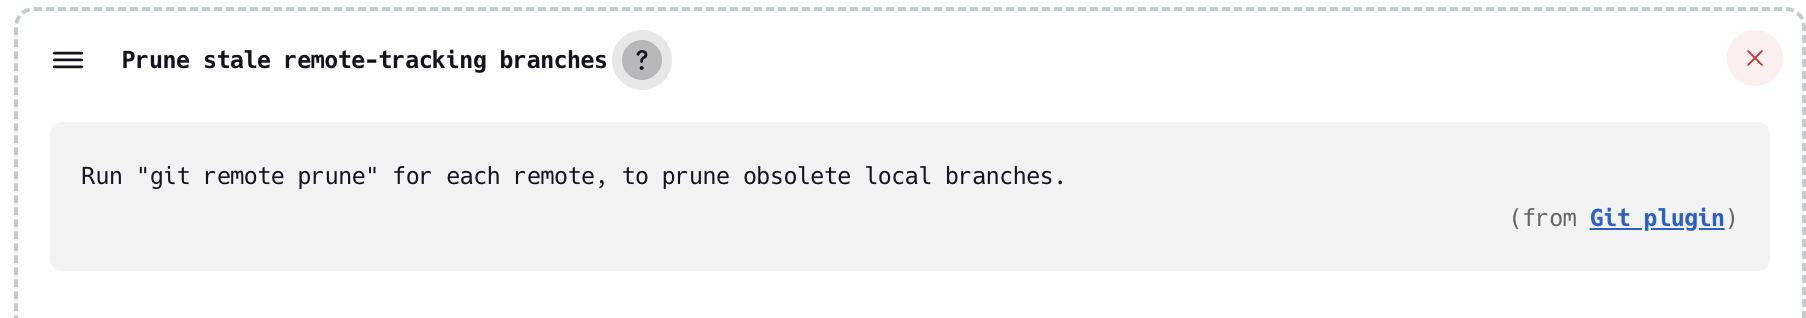 Prune stale remote-tracking branches ?
Run "git remote prune" for each remote, to prune obsolete local branches.
(from Git plugin)